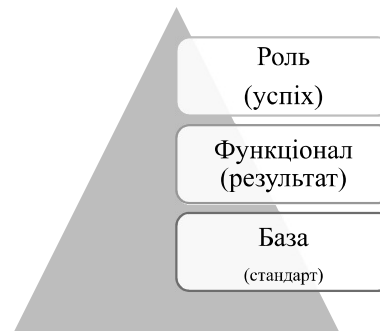 Роль
(успіх)
Функціонал
(результат)
База
(стандарт)